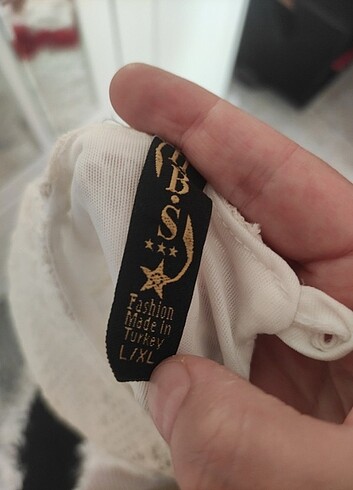 B.S
Fashion
Made in
Turkey
L/XL